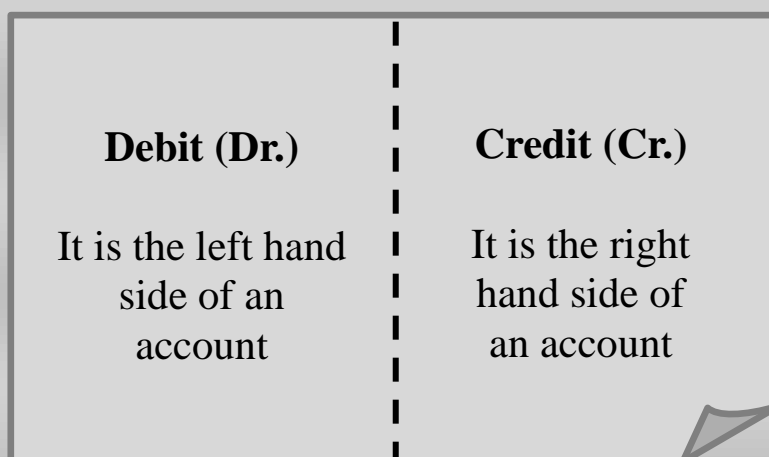 Debit (Dr.)
It is the left hand
side of an
account
Credit (Cr.)
It is the right
hand side of
an account